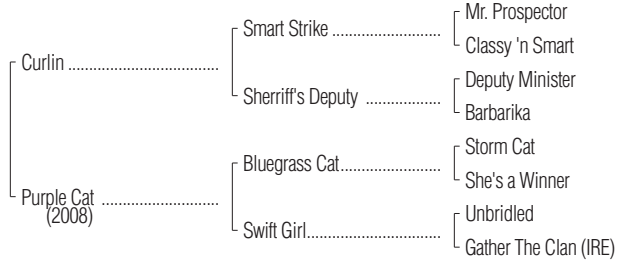 Mr. Prospector
Smart Strike ....................
Classy 'n Smart
Curlin ..................................
Deputy Minister
Sherriff's Deputy ..................
Barbarika
Storm Cat
Bluegrass Cat.......................
She's a Winner
Purple Cat ..........................
(2008)
Unbridled
Swift Girl..............................
Gather The Clan (IRE)